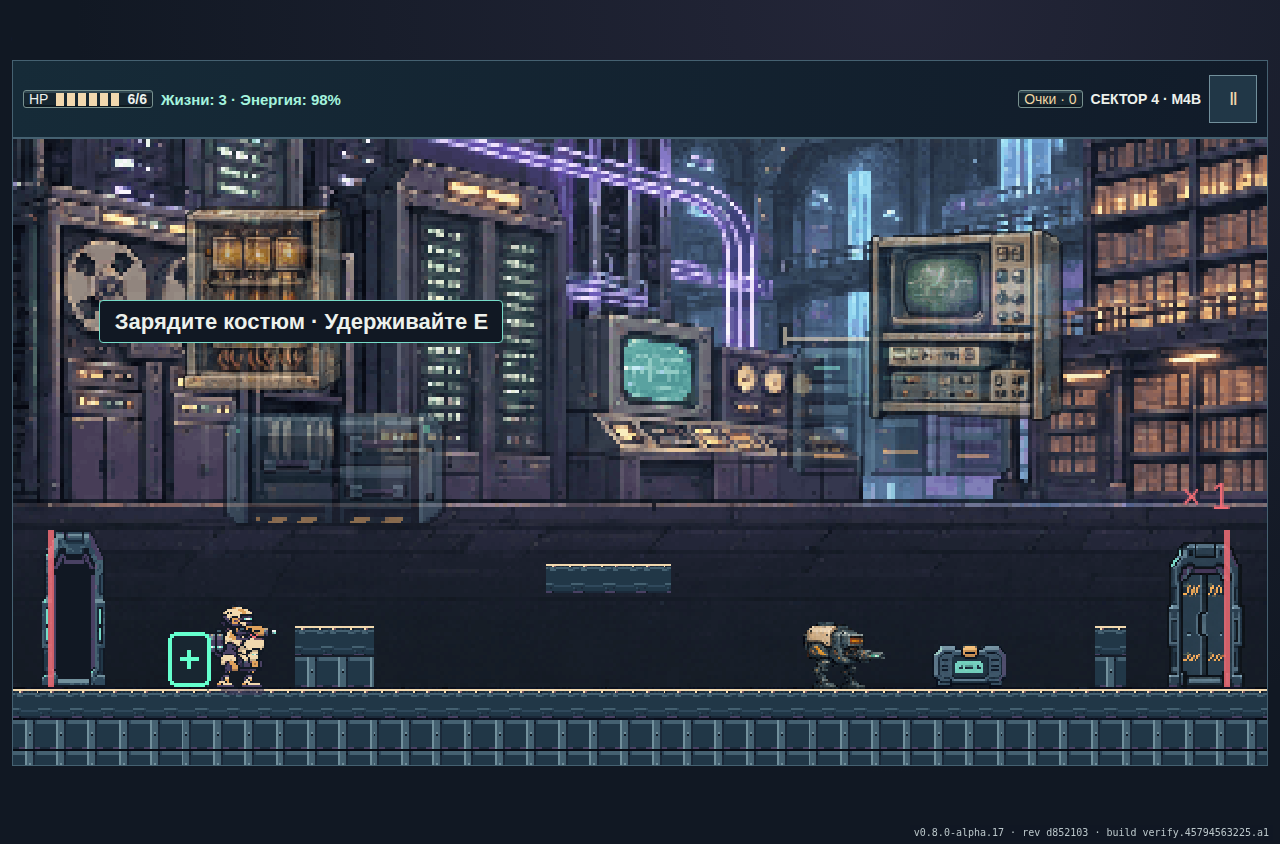 HP 6/6 Жизни: 3 · Энергия: 98% Очки · 0 СЕКТОР 4 · M4B II
Зарядите костюм · Удерживайте E
× 1
v0.8.0-alpha.17 · rev d852103 · build verify.45794563225.a1